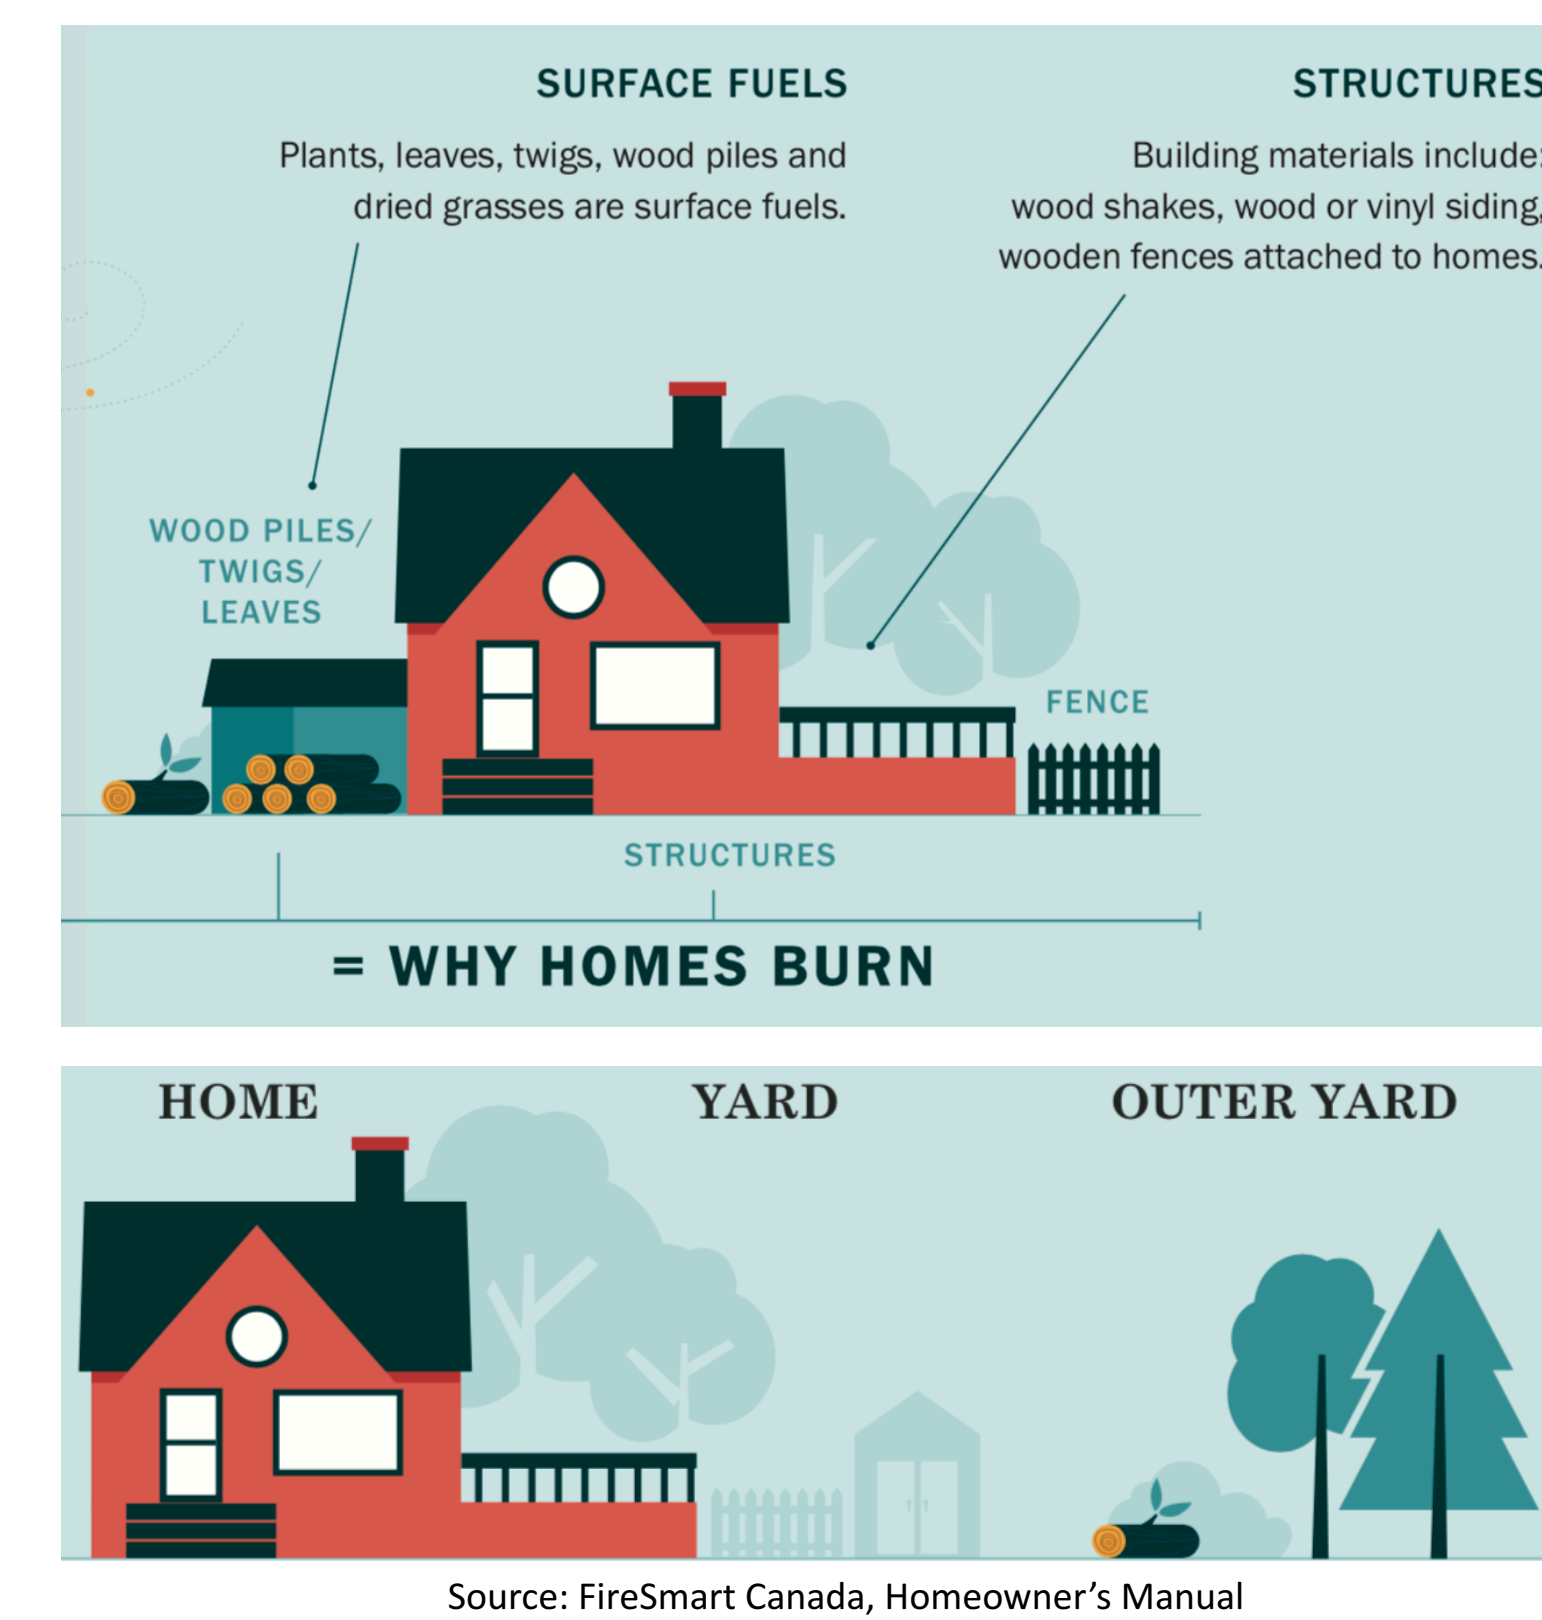 SURFACE FUELS
Plants, leaves, twigs, wood piles and
dried grasses are surface fuels.
STRUCTURES
Building materials include:
wood shakes, wood or vinyl siding,
wooden fences attached to homes.
WOOD PILES/
TWIGS/
LEAVES
FENCE
STRUCTURES
= WHY HOMES BURN
HOME
YARD
OUTER YARD
Source: FireSmart Canada, Homeowner’s Manual